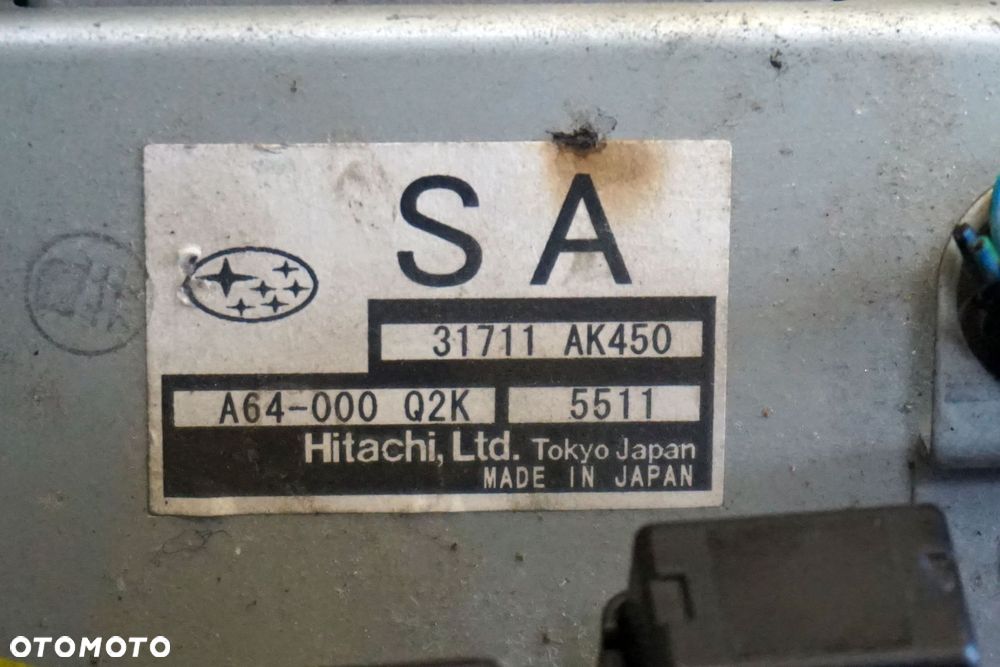 SA
31711 AK450
A64-000 Q2K 5511
Hitachi, Ltd. Tokyo Japan
MADE IN JAPAN
OTOMOTO